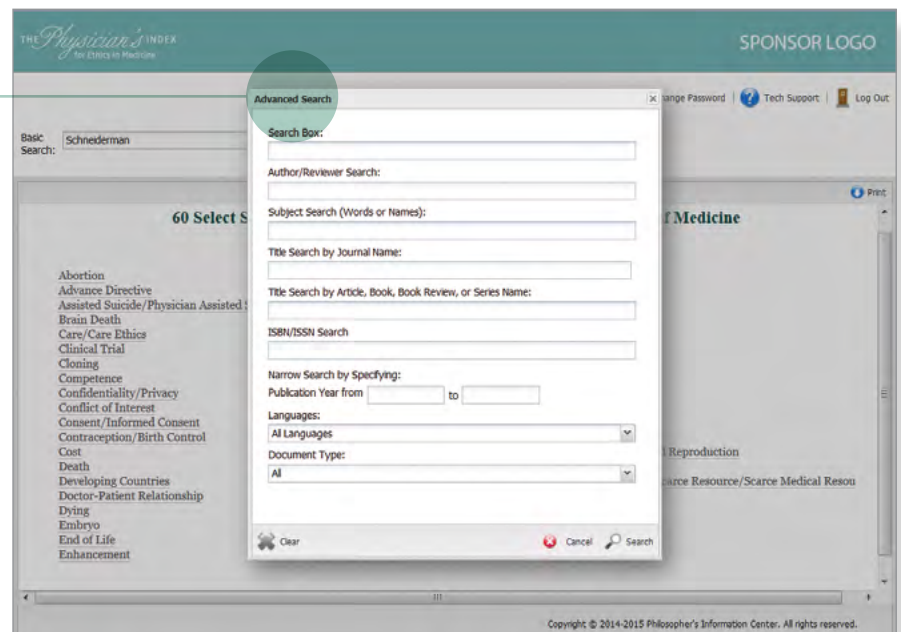 THE Physician's INDEX
for Ethics in Medicine
SPONSOR LOGO
ange Password | Tech Support | Log Out
Basic Search: Schneiderman
Print
60 Select S
f Medicine
Abortion
Advance Directive
Assisted Suicide/Physician Assisted S
Brain Death
Care/Care Ethics
Clinical Trial
Cloning
Competence
Confidentiality/Privacy
Conflict of Interest
Consent/Informed Consent
Contraception/Birth Control
Cost
Death
Developing Countries
Doctor-Patient Relationship
Dying
Embryo
End of Life
Enhancement
Reproduction
arce Resource/Scarce Medical Resou
Advanced Search
Search Box:
Author/Reviewer Search:
Subject Search (Words or Names):
Title Search by Journal Name:
Title Search by Article, Book, Book Review, or Series Name:
ISBN/ISSN Search
Narrow Search by Specifying:
Publication Year from to
Languages:
All Languages
Document Type:
All
Clear Cancel Search
Copyright © 2014-2015 Philosopher's Information Center. All rights reserved.